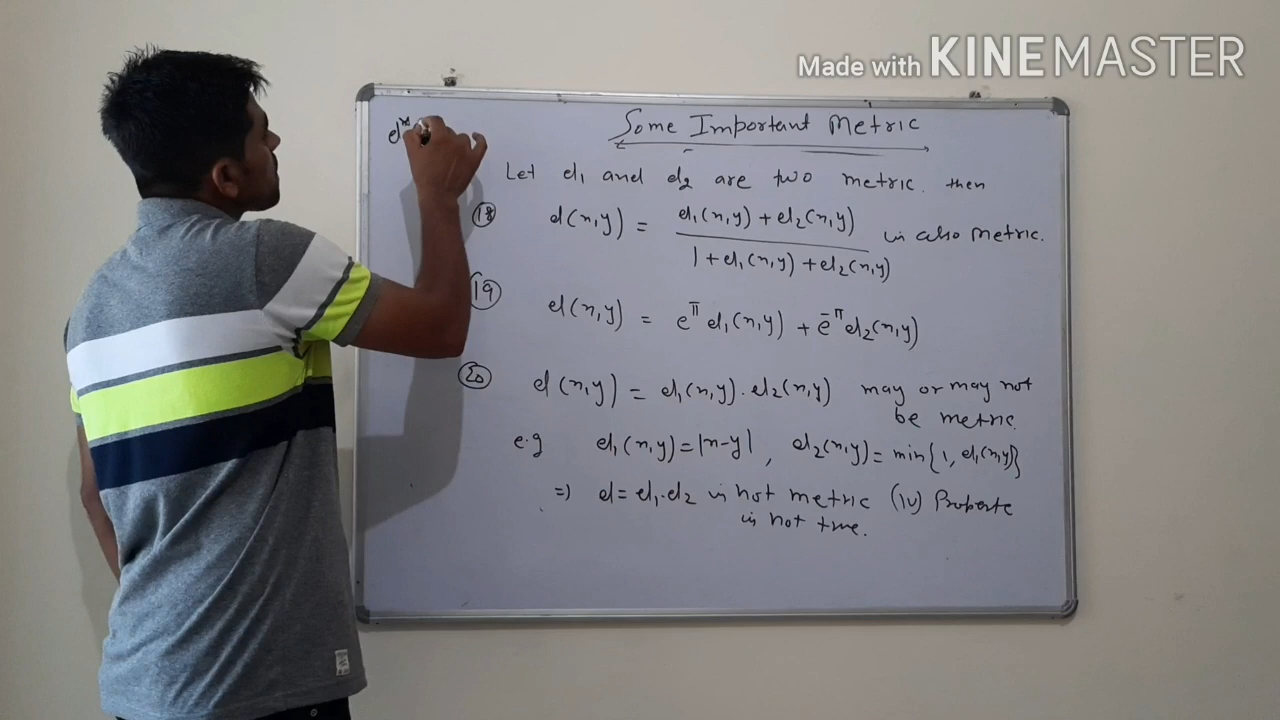 Made with KINEMASTER
d*
Some Important Metric
Let d₁ and d₂ are two metric. then
(18) d(x,y) = d₁(x,y) + d₂(x,y) / 1 + d₁(x,y) + d₂(x,y) is also metric.
(19) d(x,y) = e^π d₁(x,y) + e^-π d₂(x,y)
(20) d(x,y) = d₁(x,y) · d₂(x,y) may or may not
be metric.
e.g d₁(x,y) = |x-y| , d₂(x,y) = min{1, d₁(x,y)}
=> d = d₁·d₂ is not metric (iv) Properte
is not true.